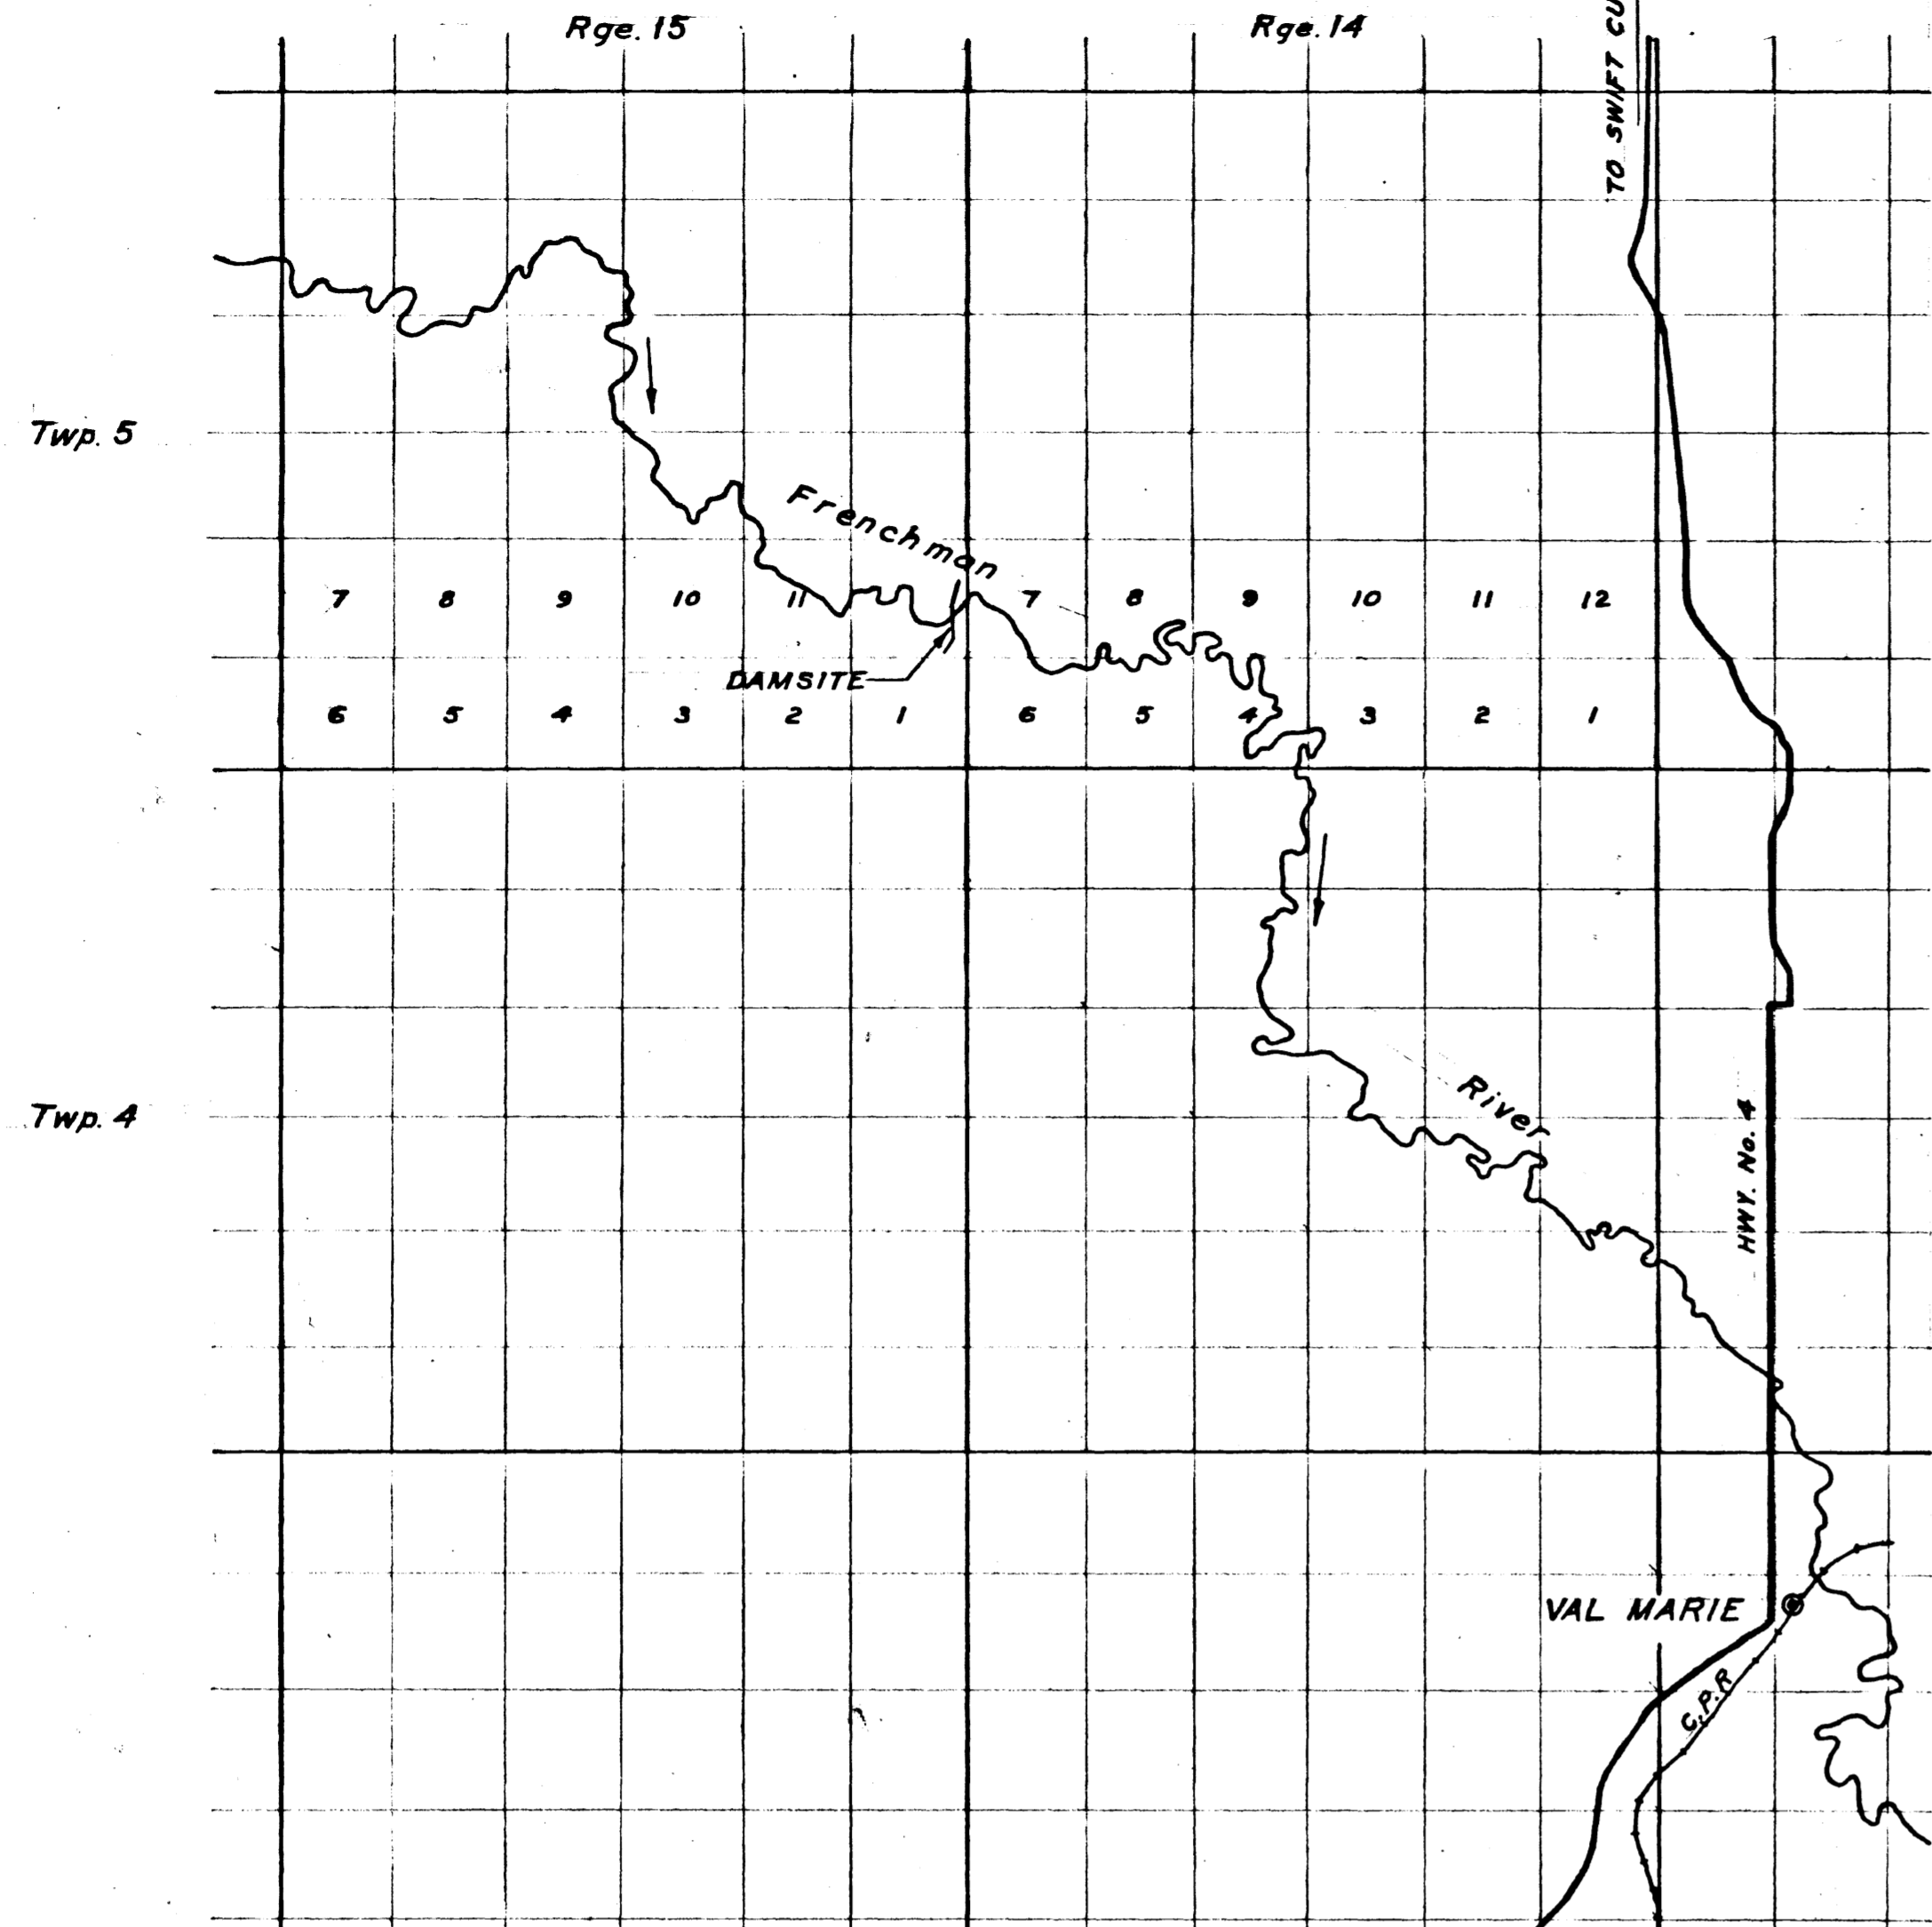 Rge. 15
Rge. 14
TO SWIFT CU
Twp. 5
Frenchman
7 8 9 10 11 7 8 9 10 11 12
DAMSITE
6 5 4 3 2 1 6 5 4 3 2 1
River
Twp. 4
HWY. No. 4
VAL MARIE
C.P.R